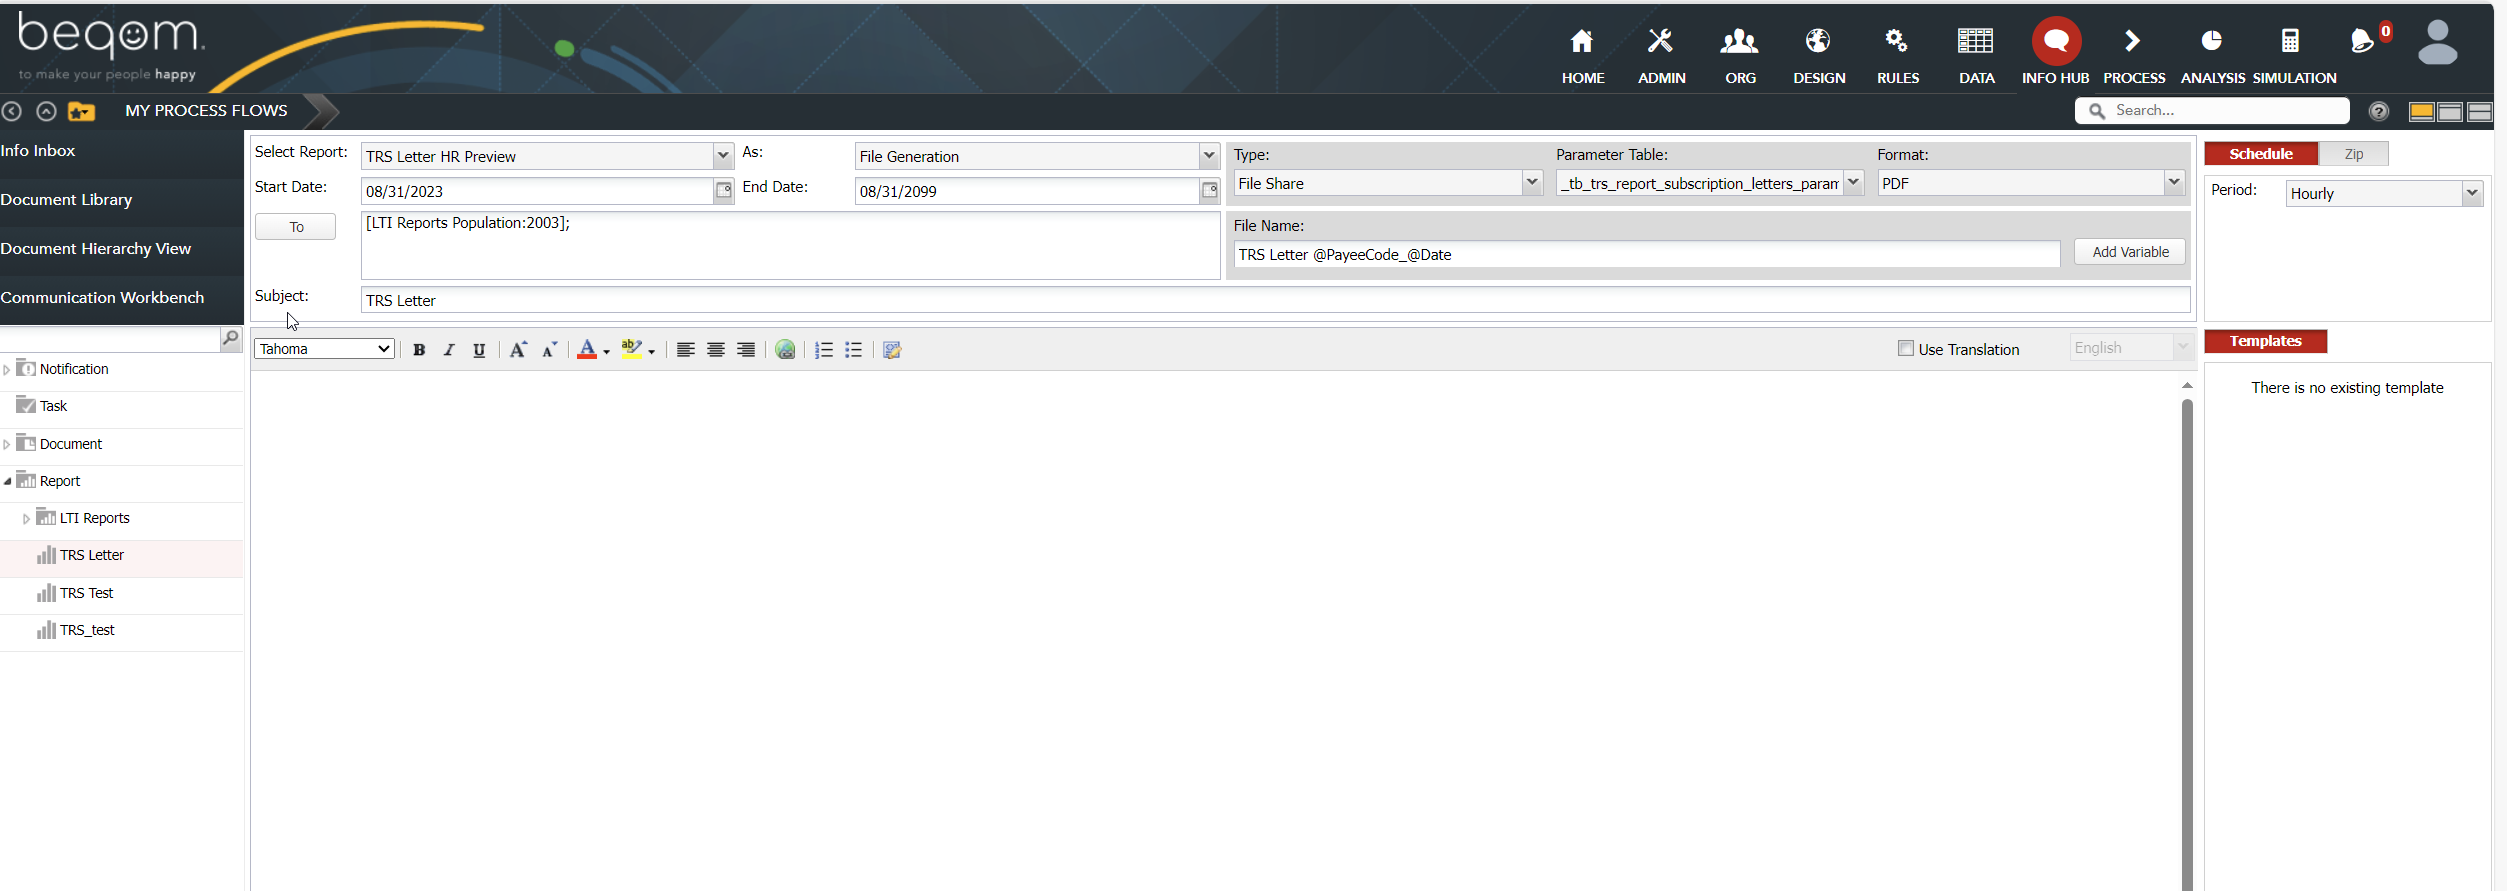 beqom.
to make your people happy
HOME ADMIN ORG DESIGN RULES DATA INFO HUB PROCESS ANALYSIS SIMULATION 0
MY PROCESS FLOWS
Search...
?
Info Inbox
Document Library
Document Hierarchy View
Communication Workbench
Notification
Task
Document
Report
LTI Reports
TRS Letter
TRS Test
TRS_test
Select Report: TRS Letter HR Preview As: File Generation
Start Date: 08/31/2023 End Date: 08/31/2099
To [LTI Reports Population:2003];
Type: Parameter Table: Format:
File Share _tb_trs_report_subscription_letters_param PDF
File Name:
TRS Letter @PayeeCode_@Date Add Variable
Subject: TRS Letter
Tahoma B I U A A A ab Use Translation English
Schedule Zip
Period: Hourly
Templates
There is no existing template